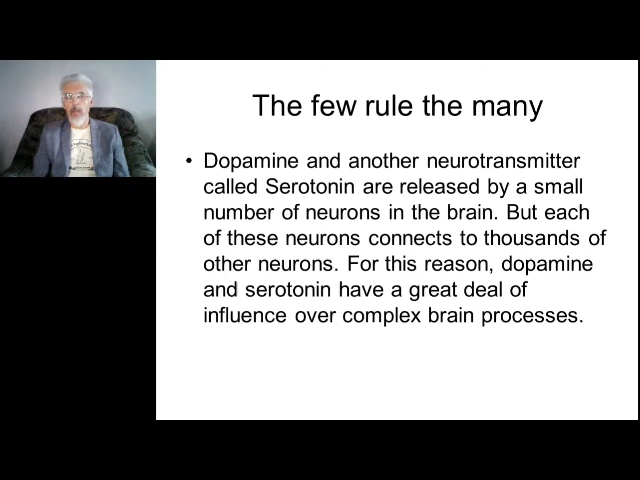 The few rule the many
• Dopamine and another neurotransmitter
called Serotonin are released by a small
number of neurons in the brain. But each
of these neurons connects to thousands of
other neurons. For this reason, dopamine
and serotonin have a great deal of
influence over complex brain processes.